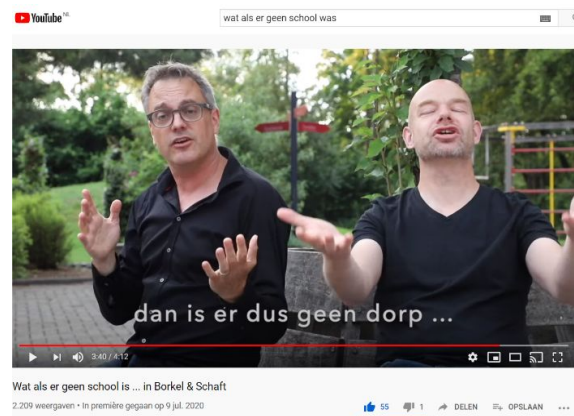 YouTube NL
wat als er geen school was
dan is er dus geen dorp ...
3:40 / 4:12
Wat als er geen school is ... in Borkel & Schaft
2.209 weergaven • In première gegaan op 9 jul. 2020
55 1 DELEN OPSLAAN ...